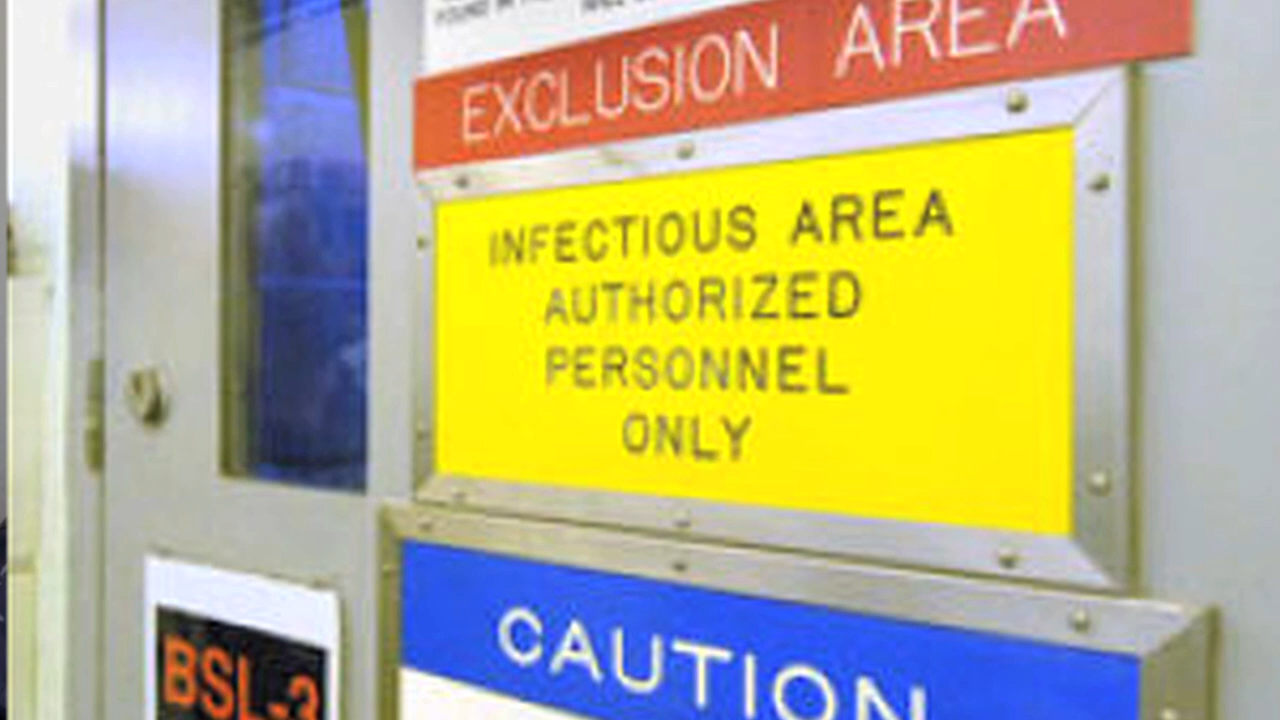 EXCLUSION AREA
INFECTIOUS AREA
AUTHORIZED
PERSONNEL
ONLY
CAUTION
BSL-3